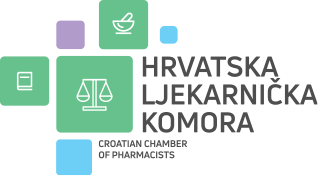 HRVATSKA
LJEKARNIČKA
KOMORA
CROATIAN CHAMBER
OF PHARMACISTS